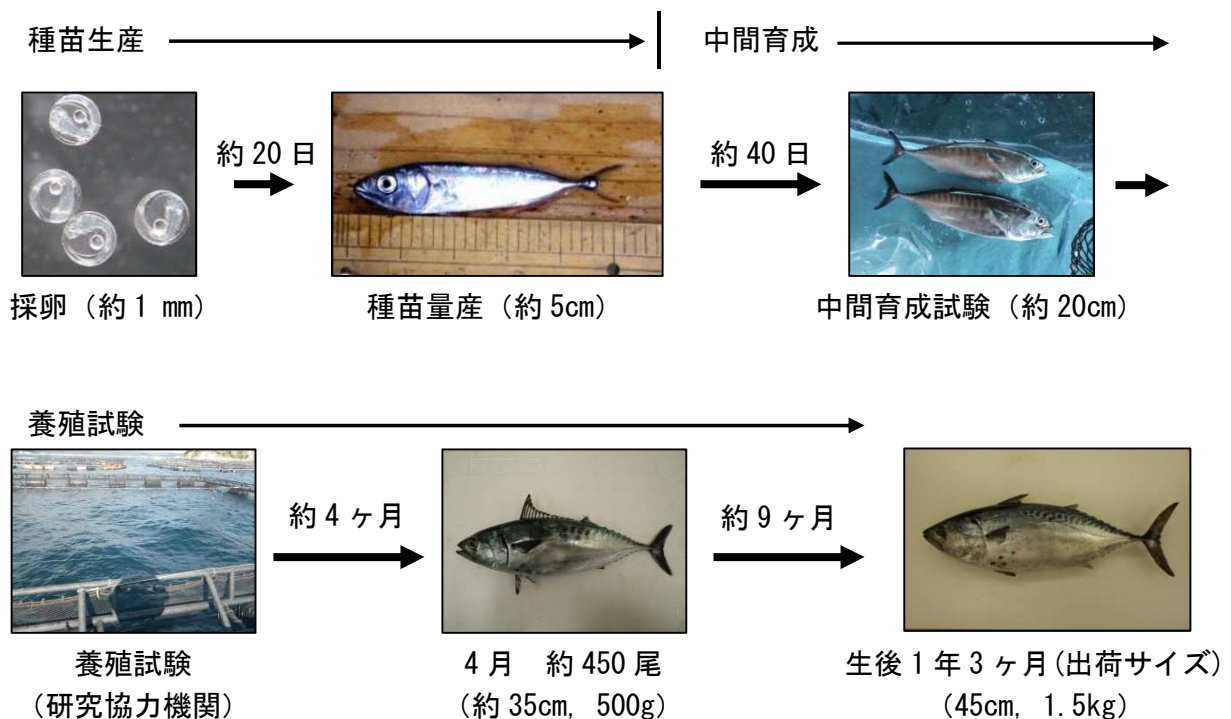 種苗生産
中間育成
約20日
約40日
採卵（約1 mm）
種苗量産（約5cm）
中間育成試験（約20cm）
養殖試験
約4ヶ月
約9ヶ月
養殖試験
（研究協力機関）
4月　約450尾
（約35cm, 500g）
生後1年3ヶ月(出荷サイズ)
（45cm, 1.5kg）